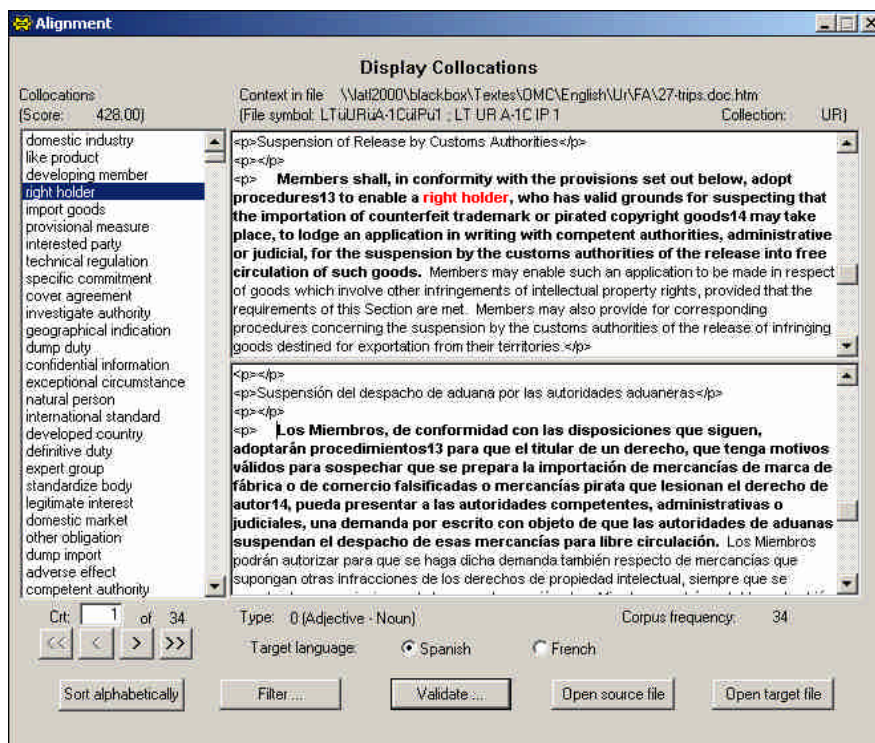 Alignment
Display Collocations
Collocations
(Score: 428.00)
Context in file \\latl2000\blackbox\Textes\OMC\English\Ur\FA\27-trips.doc.htm
(File symbol: LTüURüA-1CüIPü1 ; LT UR A-1C IP 1
Collection: UR)
domestic industry
like product
developing member
right holder
import goods
provisional measure
interested party
technical regulation
specific commitment
cover agreement
investigate authority
geographical indication
dump duty
confidential information
exceptional circumstance
natural person
international standard
developed country
definitive duty
expert group
standardize body
legitimate interest
domestic market
other obligation
dump import
adverse effect
competent authority
<p>Suspension of Release by Customs Authorities</p>
<p></p>
<p> Members shall, in conformity with the provisions set out below, adopt
procedures13 to enable a right holder, who has valid grounds for suspecting that
the importation of counterfeit trademark or pirated copyright goods14 may take
place, to lodge an application in writing with competent authorities, administrative
or judicial, for the suspension by the customs authorities of the release into free
circulation of such goods. Members may enable such an application to be made in respect
of goods which involve other infringements of intellectual property rights, provided that the
requirements of this Section are met. Members may also provide for corresponding
procedures concerning the suspension by the customs authorities of the release of infringing
goods destined for exportation from their territories.</p>
<p></p>
<p>Suspensión del despacho de aduana por las autoridades aduaneras</p>
<p></p>
<p> Los Miembros, de conformidad con las disposiciones que siguen,
adoptarán procedimientos13 para que el titular de un derecho, que tenga motivos
válidos para sospechar que se prepara la importación de mercancías de marca de
fábrica o de comercio falsificadas o mercancías pirata que lesionan el derecho de
autor14, pueda presentar a las autoridades competentes, administrativas o
judiciales, una demanda por escrito con objeto de que las autoridades de aduanas
suspendan el despacho de esas mercancías para libre circulación. Los Miembros
podrán autorizar para que se haga dicha demanda también respecto de mercancías que
supongan otras infracciones de los derechos de propiedad intelectual, siempre que se
Crt: 1 of 34
<< < > >>
Type: 0 (Adjective - Noun)
Corpus frequency: 34
Target language: Spanish French
Sort alphabetically
Filter ...
Validate ...
Open source file
Open target file